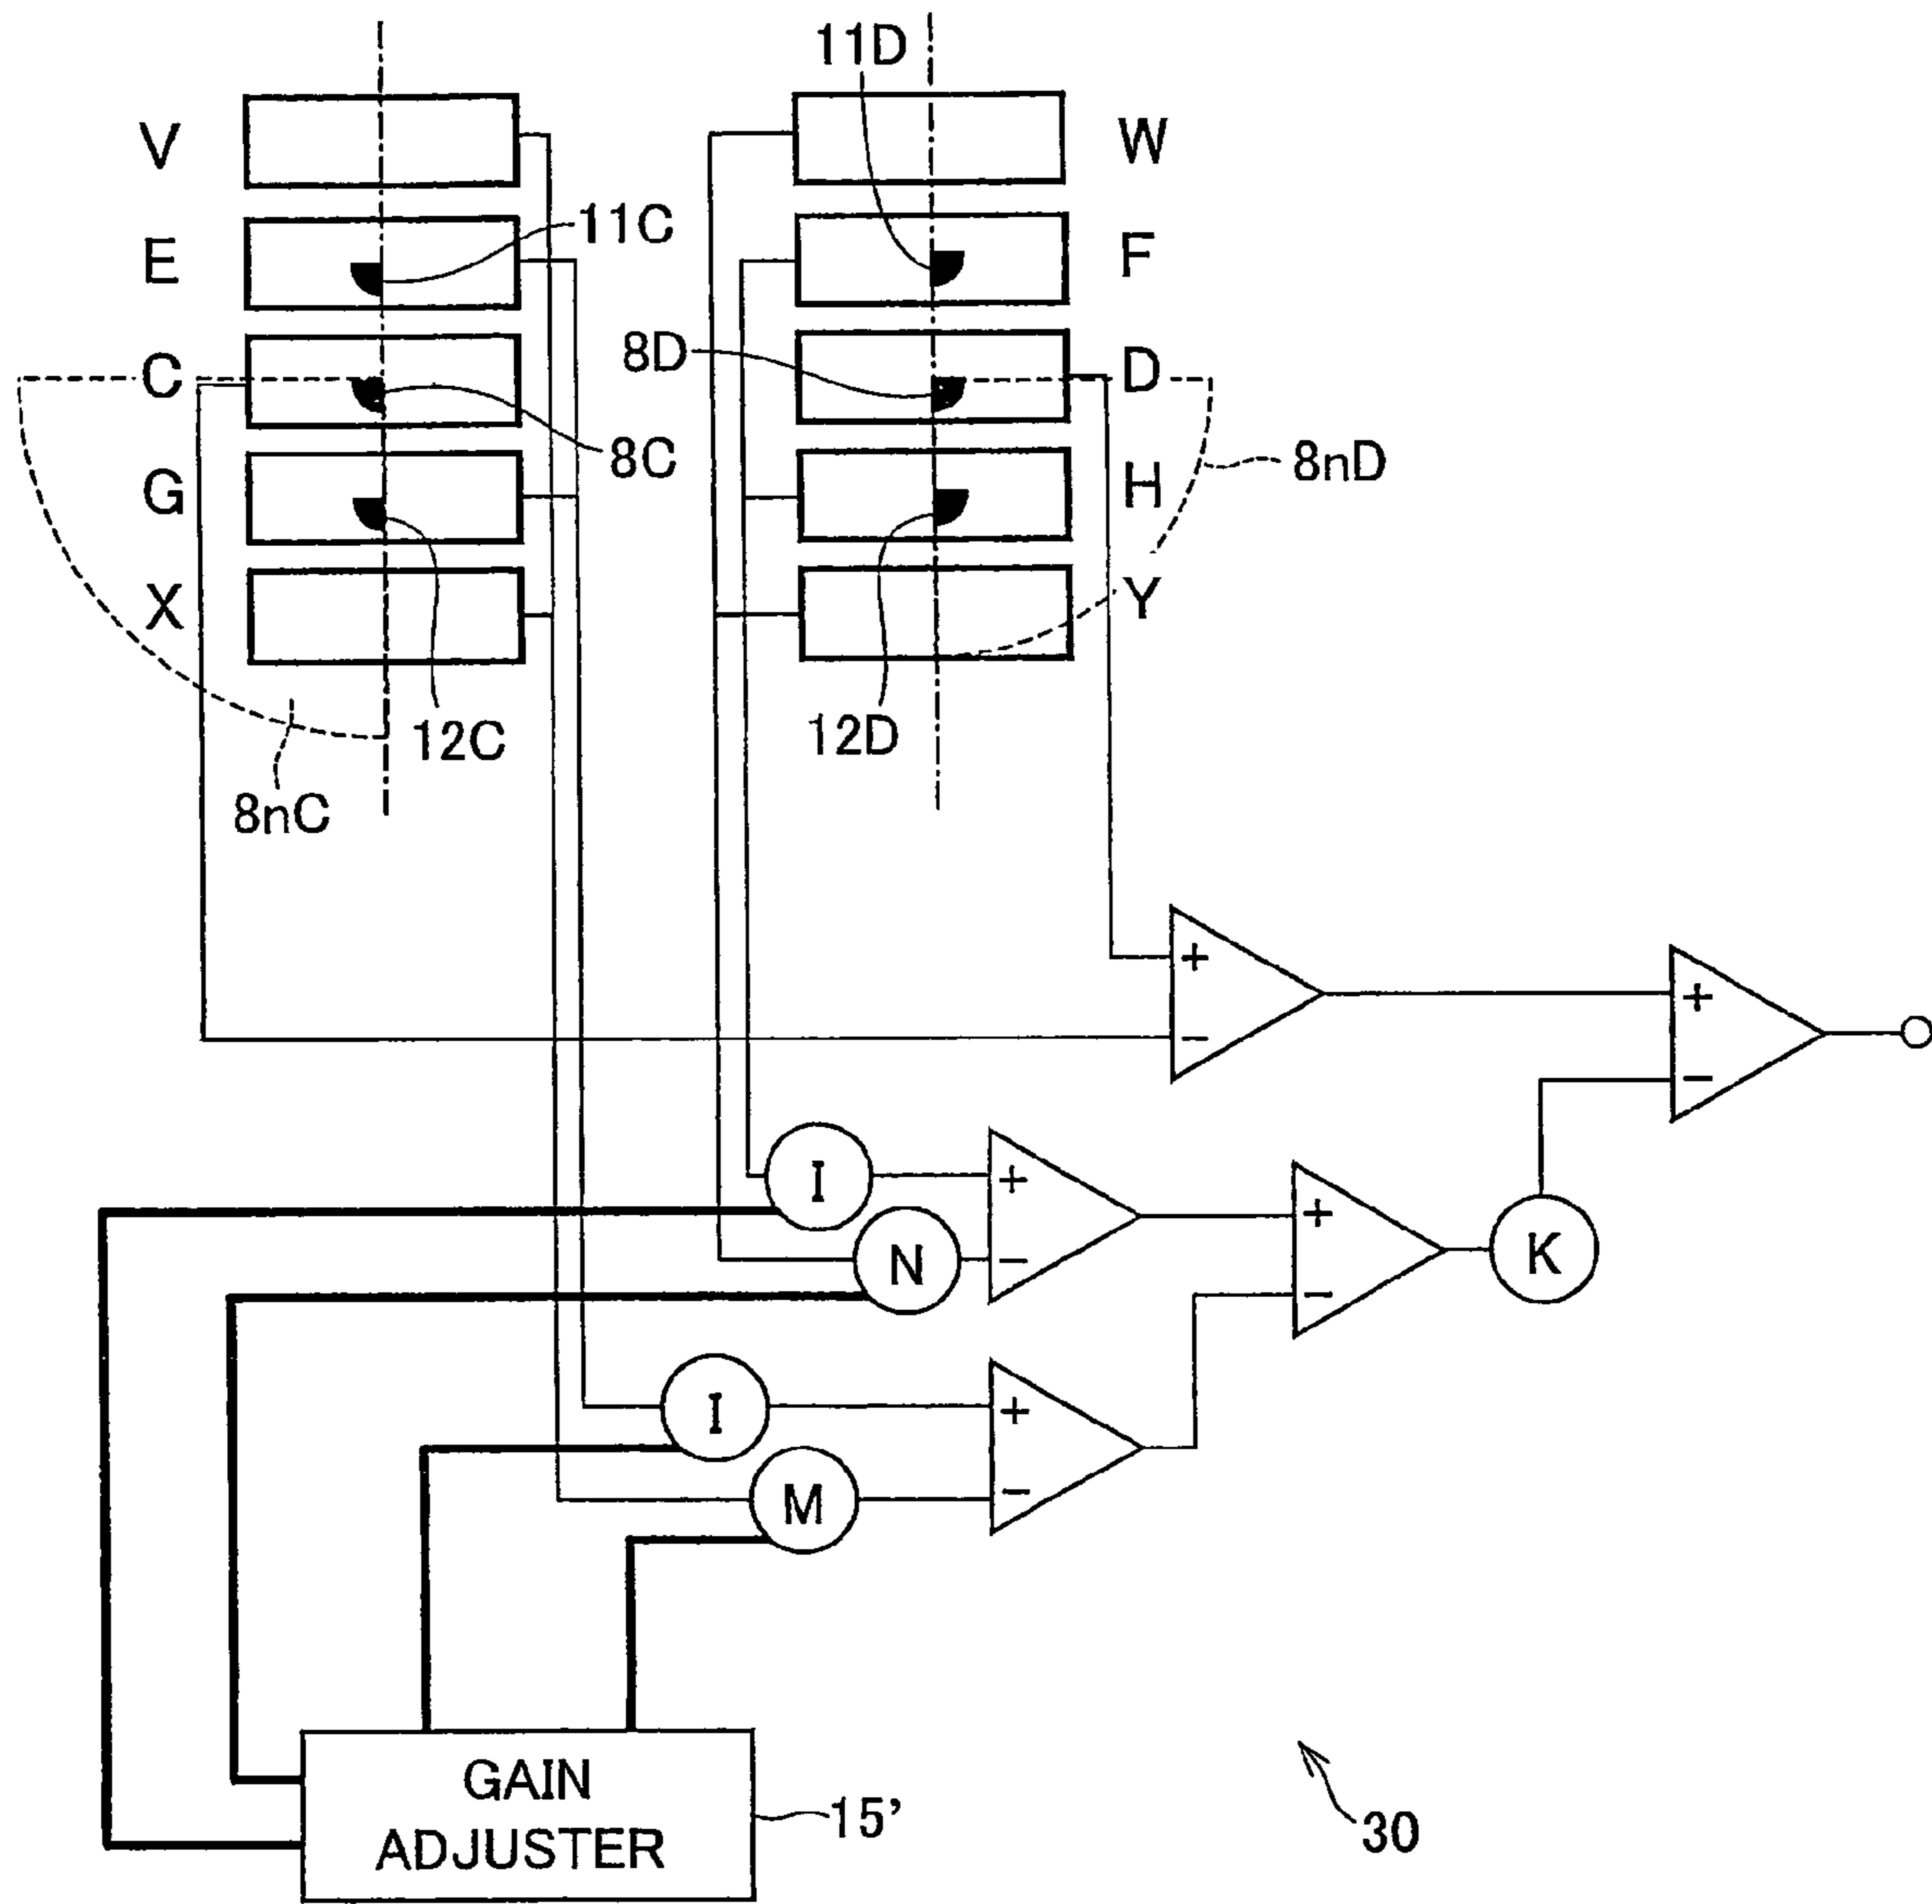 11D
V
W
E
11C
F
C
8D
D
8C
8nD
G
H
X
Y
12C
12D
8nC
+
−
+
−
I
+
N
−
+
−
K
I
+
M
−
GAIN
ADJUSTER
15’
30